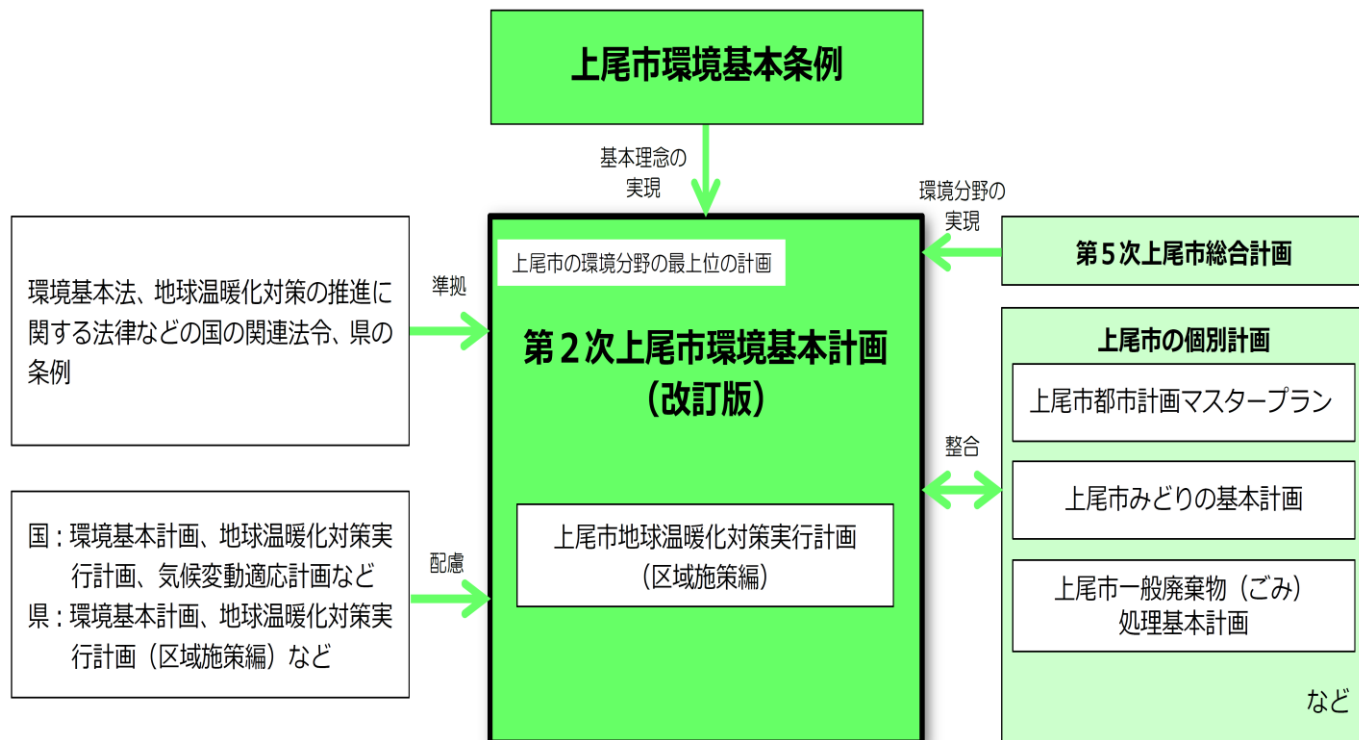 上尾市環境基本条例
基本理念の
実現
環境分野の
実現
環境基本法、地球温暖化対策の推進に
関する法律などの国の関連法令、県の
条例
準拠
国：環境基本計画、地球温暖化対策実
行計画、気候変動適応計画など
県：環境基本計画、地球温暖化対策実
行計画（区域施策編）など
配慮
上尾市の環境分野の最上位の計画
第２次上尾市環境基本計画
（改訂版）
上尾市地球温暖化対策実行計画
（区域施策編）
第５次上尾市総合計画
整合
上尾市の個別計画
上尾市都市計画マスタープラン
上尾市みどりの基本計画
上尾市一般廃棄物（ごみ）
処理基本計画
など